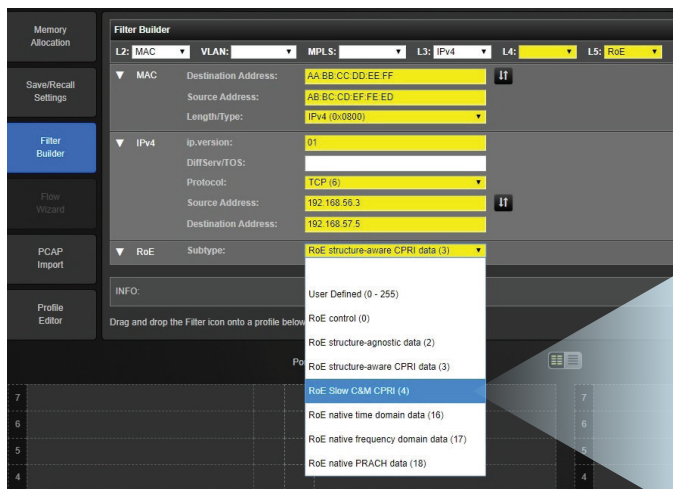 Memory
Allocation
Save/Recall
Settings
Filter
Builder
Flow
Wizard
PCAP
Import
Profile
Editor
Filter Builder
L2: MAC VLAN: MPLS: L3: IPv4 L4: L5: RoE
MAC Destination Address: AA:BB:CC:DD:EE:FF
Source Address: AB:BC:CD:EF:FE:ED
Length/Type: IPv4 (0x0800)
IPv4 ip.version: 01
DiffServ/TOS:
Protocol: TCP (6)
Source Address: 192.168.56.3
Destination Address: 192.168.57.5
RoE Subtype: RoE structure-aware CPRI data (3)
User Defined (0 - 255)
RoE control (0)
RoE structure-agnostic data (2)
RoE structure-aware CPRI data (3)
RoE Slow C&M CPRI (4)
RoE native time domain data (16)
RoE native frequency domain data (17)
RoE native PRACH data (18)
INFO:
Drag and drop the Filter icon onto a profile below
Po
7 7
6 6
5 5
4 4